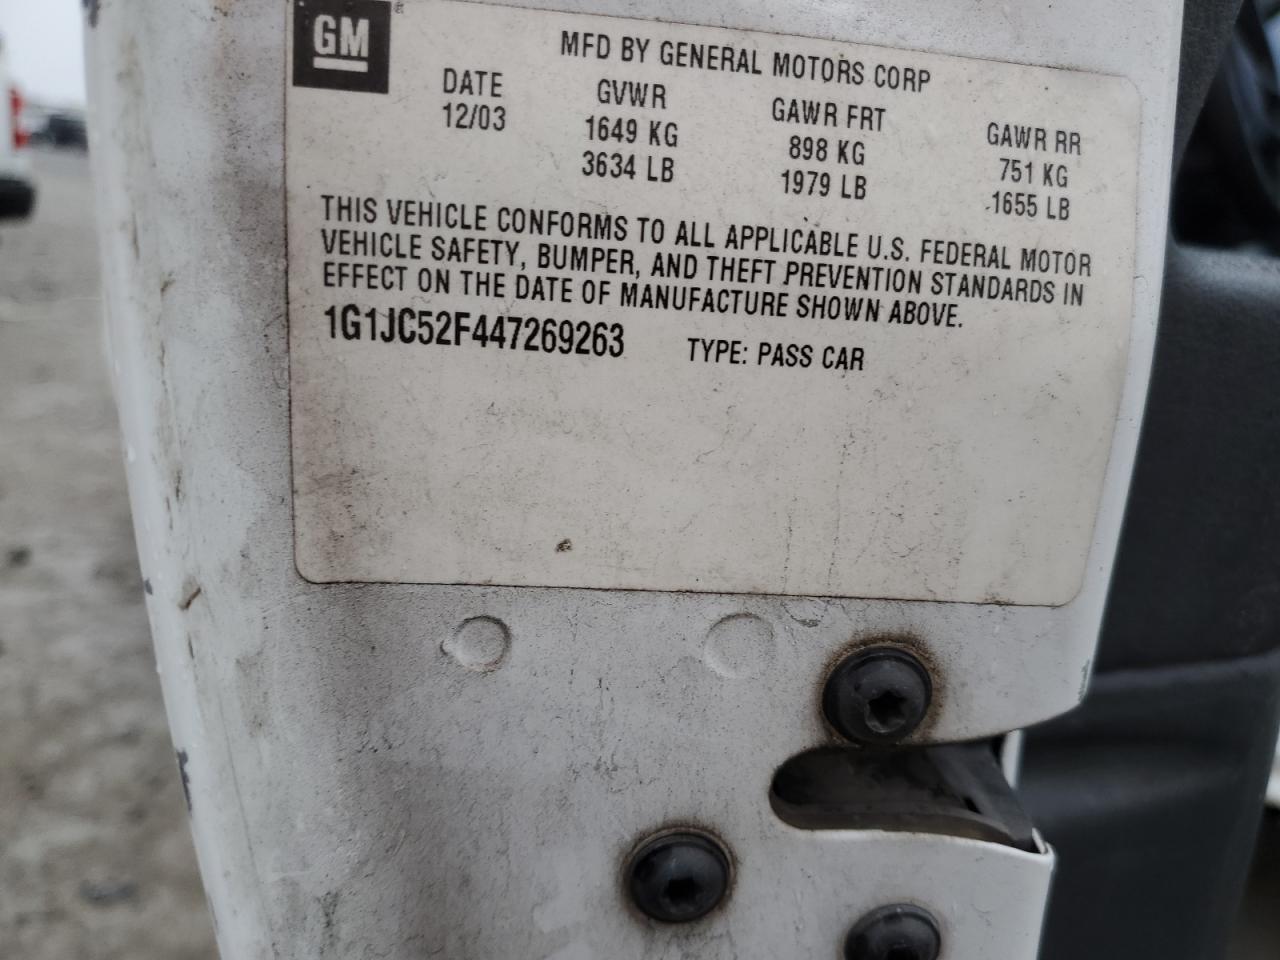 GM®
MFD BY GENERAL MOTORS CORP
DATE GVWR GAWR FRT GAWR RR
12/03 1649 KG 898 KG 751 KG
3634 LB 1979 LB 1655 LB
THIS VEHICLE CONFORMS TO ALL APPLICABLE U.S. FEDERAL MOTOR
VEHICLE SAFETY, BUMPER, AND THEFT PREVENTION STANDARDS IN
EFFECT ON THE DATE OF MANUFACTURE SHOWN ABOVE.
1G1JC52F447269263 TYPE: PASS CAR